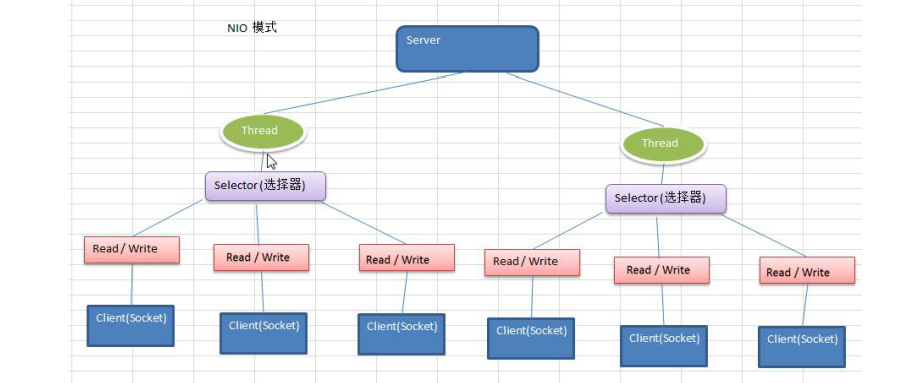 NIO 模式
Server
Thread
Thread
Selector(选择器)
Selector(选择器)
Read / Write
Read / Write
Read / Write
Read / Write
Read / Write
Read / Write
Client(Socket)
Client(Socket)
Client(Socket)
Client(Socket)
Client(Socket)
Client(Socket)